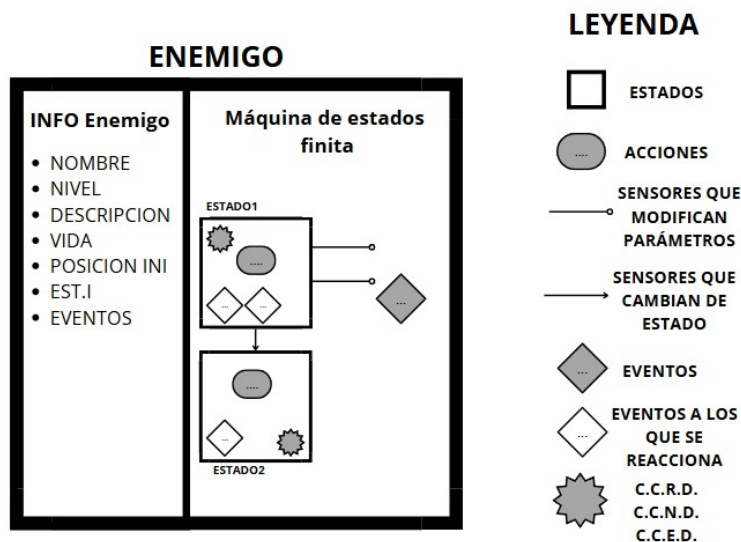 ENEMIGO
INFO Enemigo
• NOMBRE
• NIVEL
• DESCRIPCION
• VIDA
• POSICION INI
• EST.I
• EVENTOS
Máquina de estados
finita
ESTADO1
....
...
...
...
....
...
ESTADO2
LEYENDA
ESTADOS
....
ACCIONES
SENSORES QUE
MODIFICAN
PARÁMETROS
SENSORES QUE
CAMBIAN DE
ESTADO
...
EVENTOS
...
EVENTOS A LOS
QUE SE
REACCIONA
C.C.R.D.
C.C.N.D.
C.C.E.D.